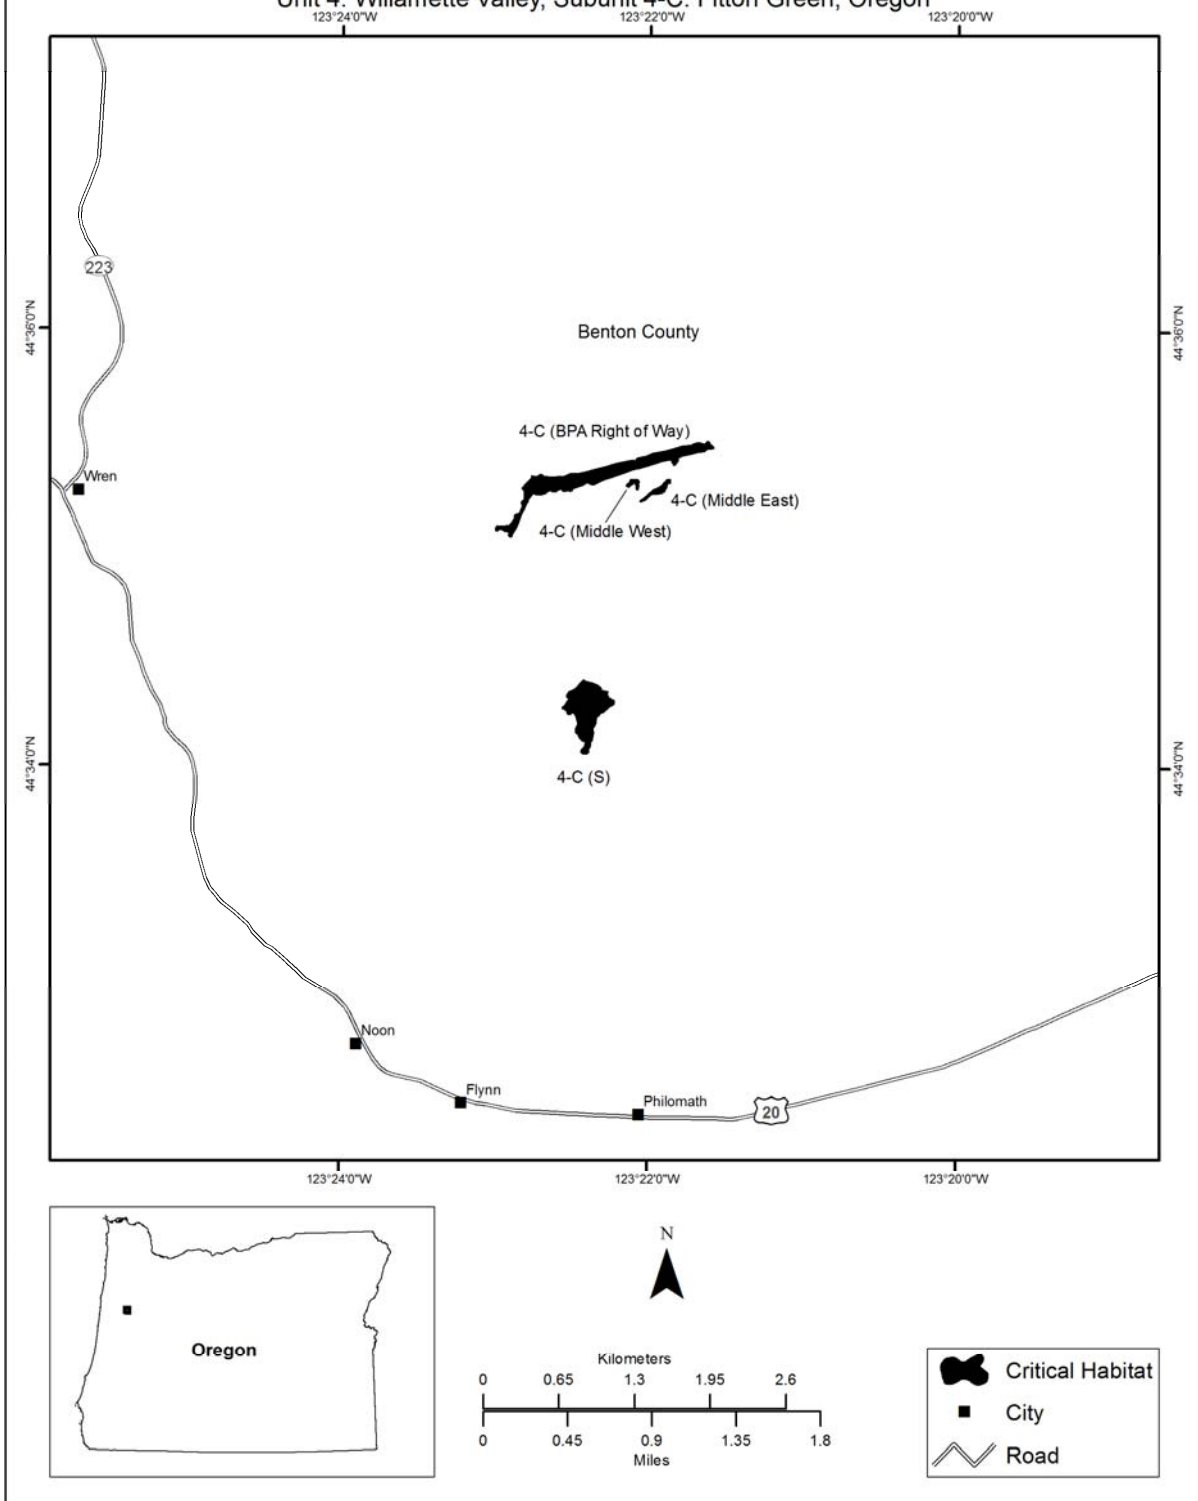 Unit 4: Willamette Valley, Subunit 4-C: Fitton Green, Oregon
123°24'0"W 123°22'0"W 123°20'0"W
223
44°36'0"N
44°36'0"N
Benton County
4-C (BPA Right of Way)
Wren
4-C (Middle East)
4-C (Middle West)
44°34'0"N
44°34'0"N
4-C (S)
Noon
Flynn
Philomath
20
123°24'0"W 123°22'0"W 123°20'0"W
N
Oregon
Kilometers
0 0.65 1.3 1.95 2.6
0 0.45 0.9 1.35 1.8
Miles
Critical Habitat
City
Road